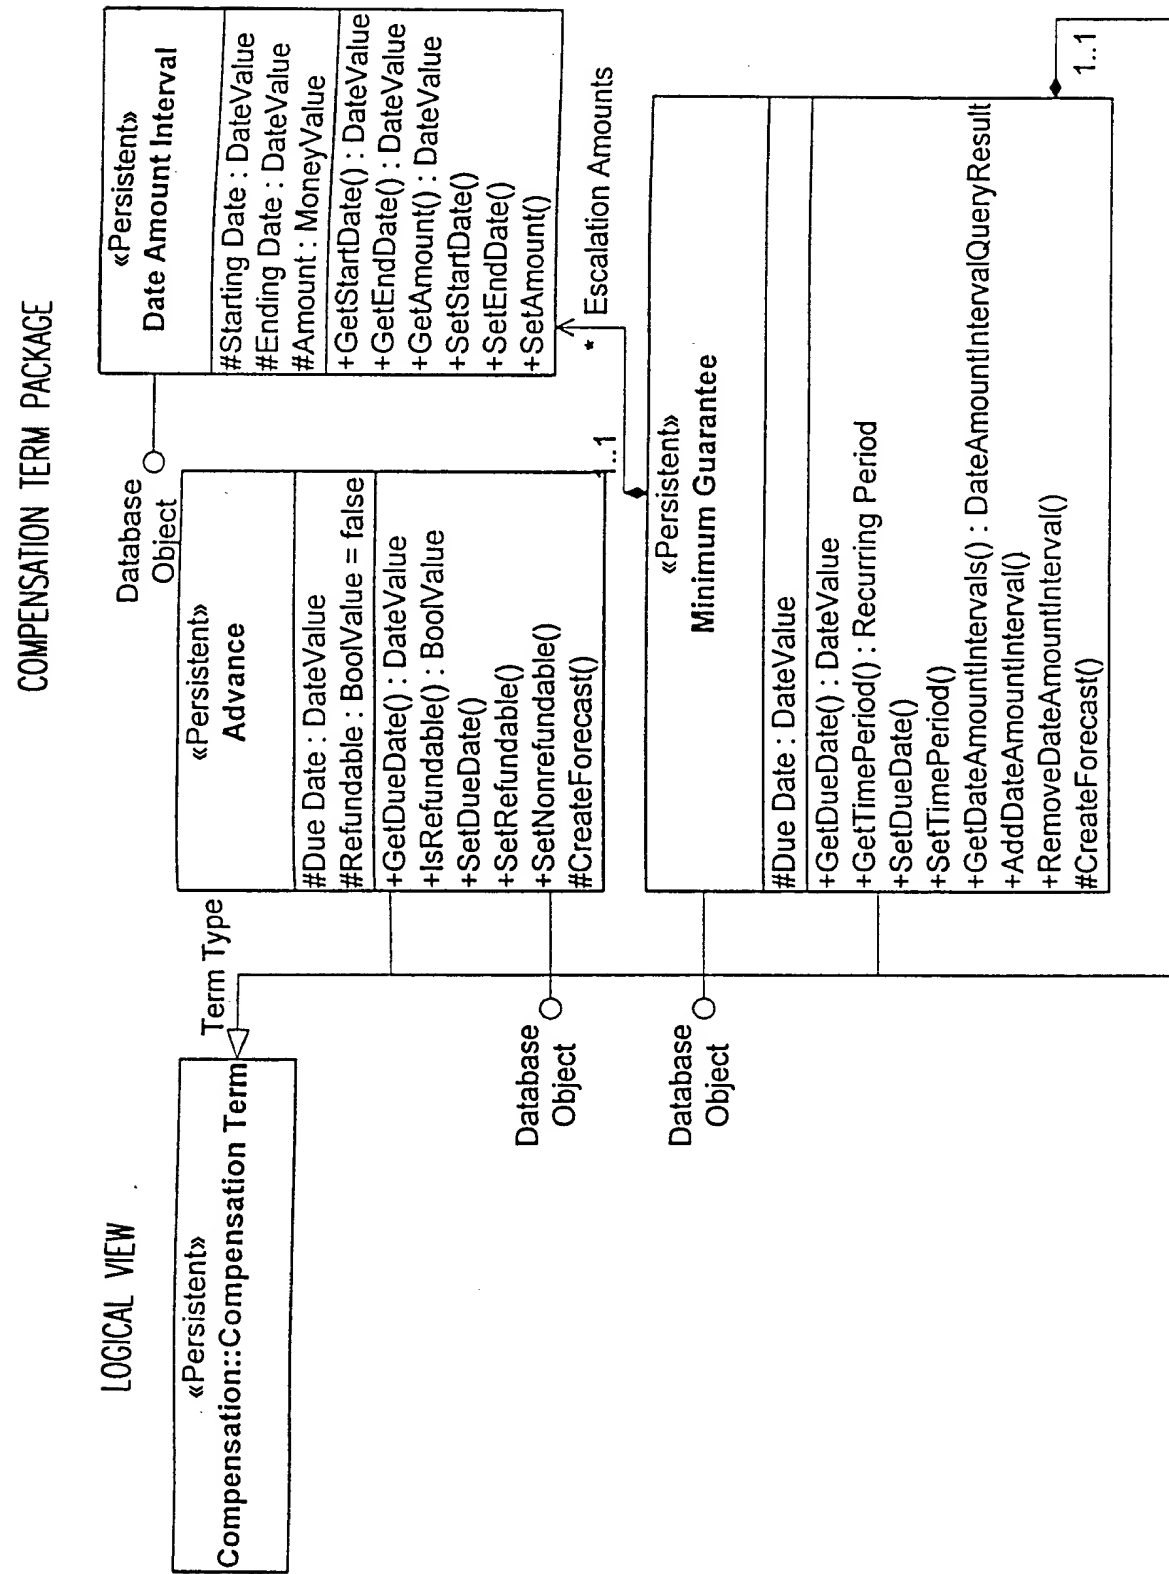 COMPENSATION TERM PACKAGE
LOGICAL VIEW
«Persistent»
Compensation::Compensation Term
Term Type
«Persistent»
Advance
#Due Date : DateValue
#Refundable : BoolValue = false
+GetDueDate() : DateValue
+IsRefundable() : BoolValue
+SetDueDate()
+SetRefundable()
+SetNonrefundable()
#CreateForecast()
Database
Object
«Persistent»
Date Amount Interval
#Starting Date : DateValue
#Ending Date : DateValue
#Amount : MoneyValue
+GetStartDate() : DateValue
+GetEndDate() : DateValue
+GetAmount() : DateValue
+SetStartDate()
+SetEndDate()
+SetAmount()
Database
Object
* Escalation Amounts
1..1
«Persistent»
Minimum Guarantee
#Due Date : DateValue
+GetDueDate() : DateValue
+GetTimePeriod() : Recurring Period
+SetDueDate()
+SetTimePeriod()
+GetDateAmountIntervals() : DateAmountIntervalQueryResult
+AddDateAmountInterval()
+RemoveDateAmountInterval()
#CreateForecast()
Database
Object
1..1